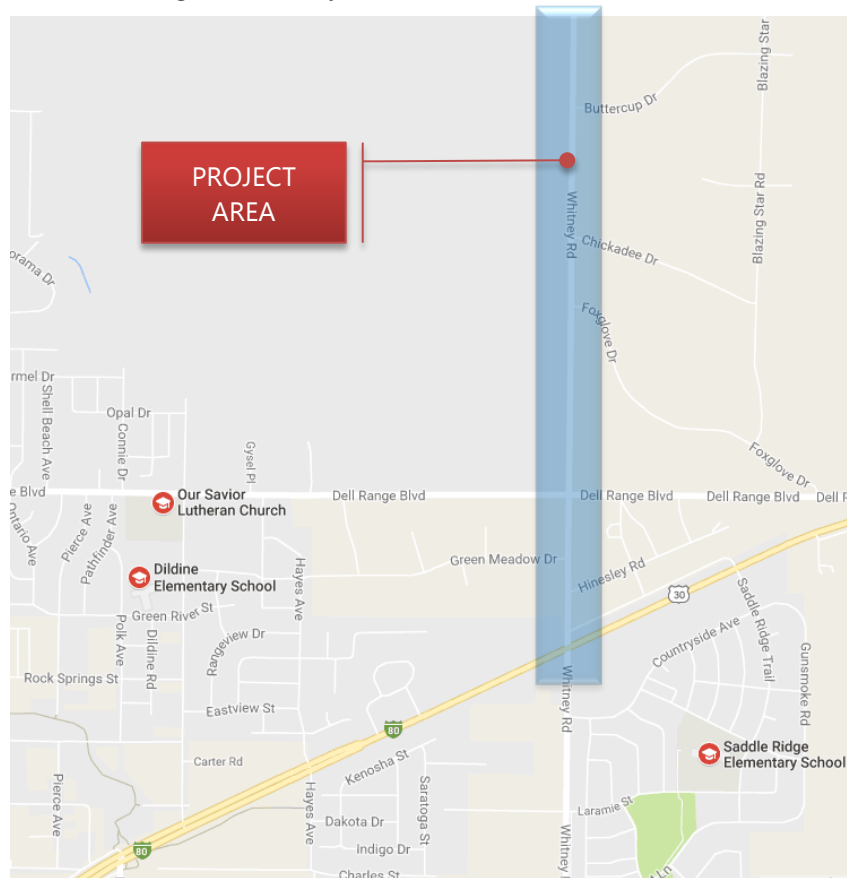 Blazing Star
Buttercup Dr
PROJECT
AREA
Whitney Rd
Blazing Star Rd
Chickadee Dr
orama Dr
Foxglove Dr
rmel Dr
Shell Beach Ave
Opal Dr
Connie Dr
Gysel Pl
Foxglove Dr
e Blvd
Our Savior
Lutheran Church
Dell Range Blvd
Dell Range Blvd
Dell Range Blvd
Dell R
Ontario Ave
Pierce Ave
Pathfinder Ave
Hayes Ave
Green Meadow Dr
Dildine
Elementary School
Hinesley Rd
30
Saddle Ridge Trail
Green River St
Polk Ave
Dildine Rd
Rangeview Dr
Countryside Ave
Gunsmoke Rd
Rock Springs St
Whitney Rd
Eastview St
80
Saddle Ridge
Elementary School
Carter Rd
Kenosha St
Pierce Ave
Hayes Ave
Saratoga St
Laramie St
Dakota Dr
Whitney
80
Indigo Dr
Charles St
Ln